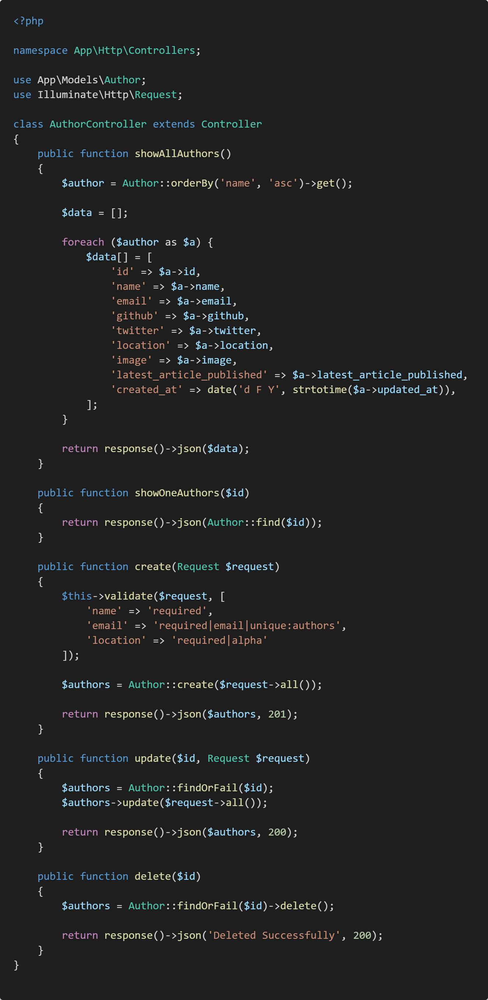 <?php

namespace App\Http\Controllers;

use App\Models\Author;
use Illuminate\Http\Request;

class AuthorController extends Controller
{
    public function showAllAuthors()
    {
        $author = Author::orderBy('name', 'asc')->get();

        $data = [];

        foreach ($author as $a) {
            $data[] = [
                'id' => $a->id,
                'name' => $a->name,
                'email' => $a->email,
                'github' => $a->github,
                'twitter' => $a->twitter,
                'location' => $a->location,
                'image' => $a->image,
                'latest_article_published' => $a->latest_article_published,
                'created_at' => date('d F Y', strtotime($a->updated_at)),
            ];
        }

        return response()->json($data);
    }

    public function showOneAuthors($id)
    {
        return response()->json(Author::find($id));
    }

    public function create(Request $request)
    {
        $this->validate($request, [
            'name' => 'required',
            'email' => 'required|email|unique:authors',
            'location' => 'required|alpha'
        ]);

        $authors = Author::create($request->all());

        return response()->json($authors, 201);
    }

    public function update($id, Request $request)
    {
        $authors = Author::findOrFail($id);
        $authors->update($request->all());

        return response()->json($authors, 200);
    }

    public function delete($id)
    {
        $authors = Author::findOrFail($id)->delete();

        return response()->json('Deleted Successfully', 200);
    }
}